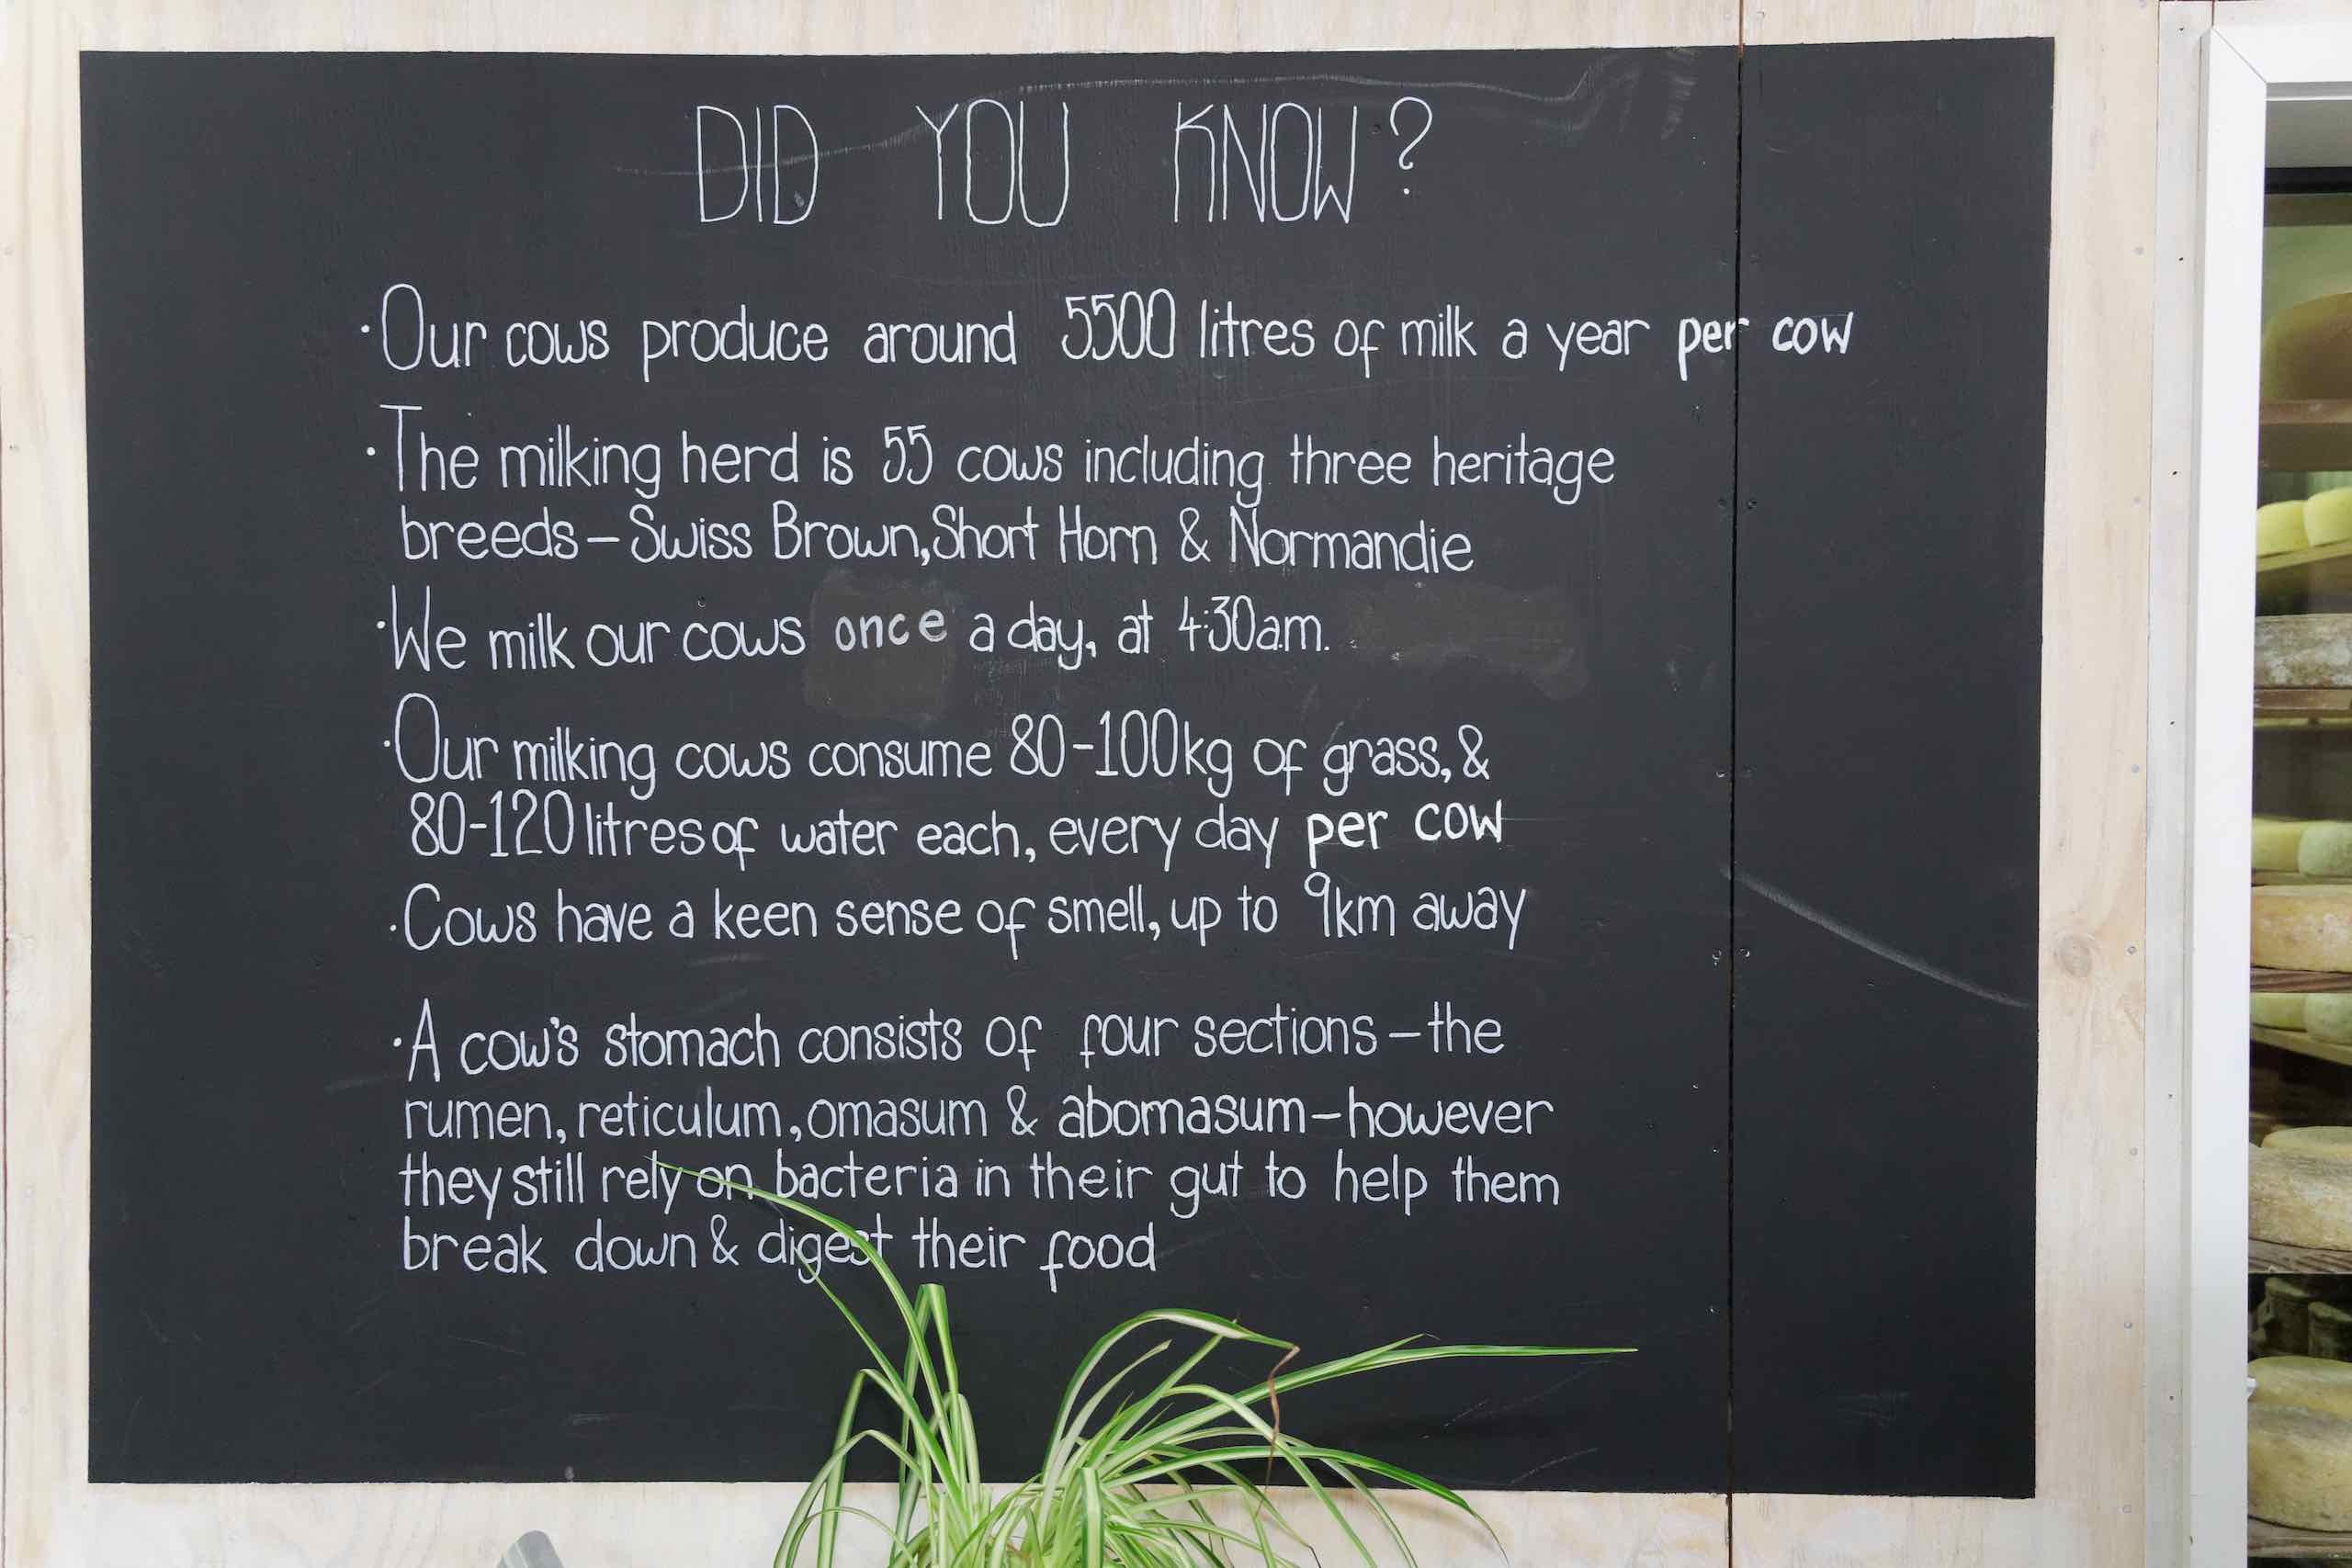 DID YOU KNOW?
·Our cows produce around 5500 litres of milk a year per cow
·The milking herd is 55 cows including three heritage
breeds–Swiss Brown, Short Horn & Normandie
·We milk our cows once a day, at 4:30am.
·Our milking cows consume 80-100kg of grass, &
80-120 litres of water each, every day per cow
·Cows have a keen sense of smell, up to 9km away
·A cow's stomach consists of four sections–the
rumen, reticulum, omasum & abomasum–however
they still rely on bacteria in their gut to help them
break down & digest their food